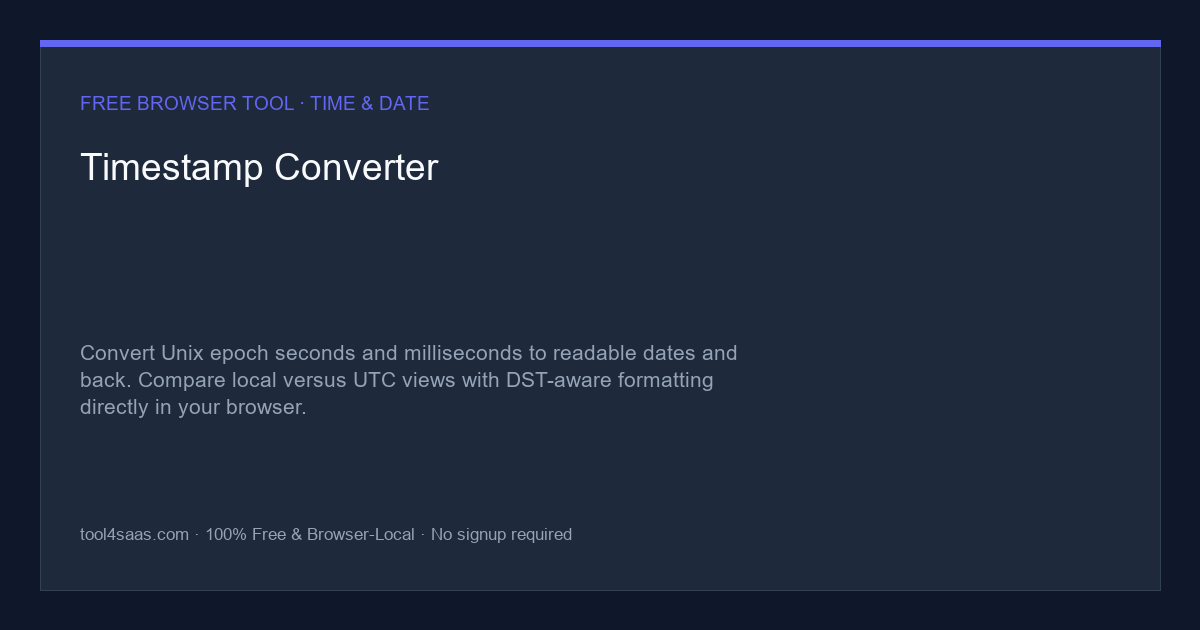 FREE BROWSER TOOL · TIME & DATE
Timestamp Converter
Convert Unix epoch seconds and milliseconds to readable dates and
back. Compare local versus UTC views with DST-aware formatting
directly in your browser.
tool4saas.com · 100% Free & Browser-Local · No signup required